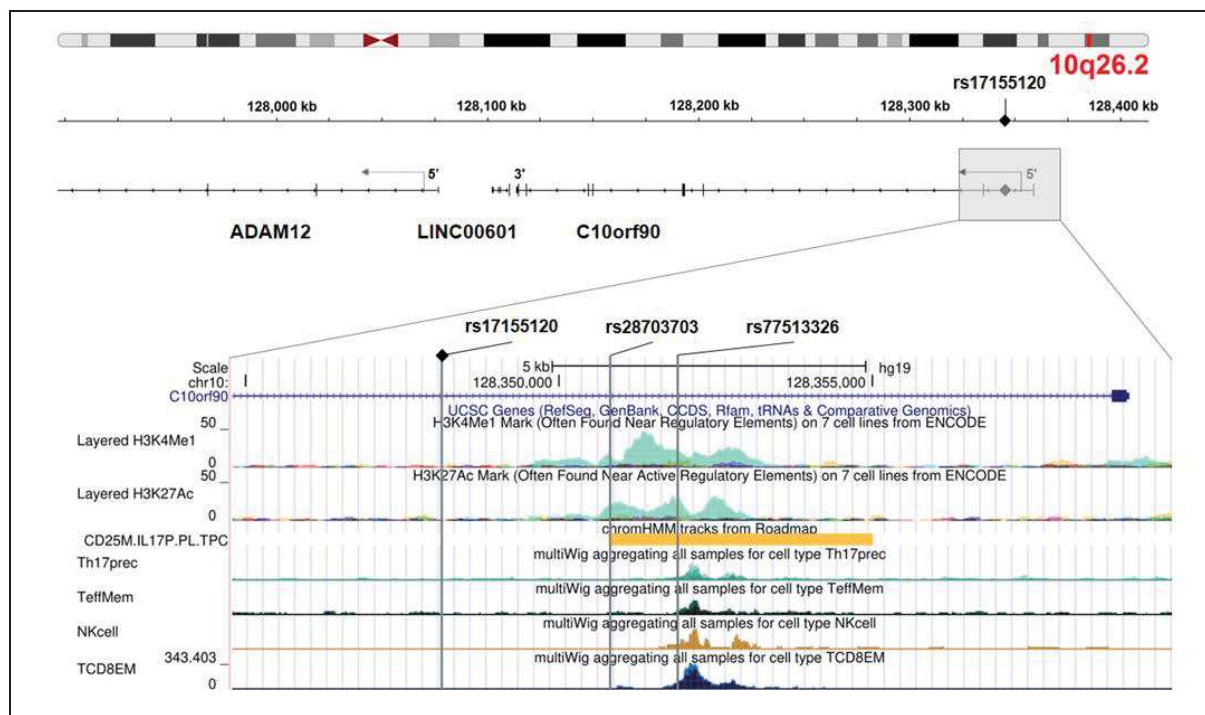 10q26.2
rs17155120
128,000 kb 128,100 kb 128,200 kb 128,300 kb 128,400 kb
5' 3' 5'
ADAM12 LINC00601 C10orf90
rs17155120 rs28703703 rs77513326
Scale 5 kb hg19
chr10: 128,350,000 128,355,000
C10orf90
UCSC Genes (RefSeq, GenBank, CCDS, Rfam, tRNAs & Comparative Genomics)
H3K4Me1 Mark (Often Found Near Regulatory Elements) on 7 cell lines from ENCODE
50
Layered H3K4Me1
0
H3K27Ac Mark (Often Found Near Active Regulatory Elements) on 7 cell lines from ENCODE
50
Layered H3K27Ac
0
chromHMM tracks from Roadmap
CD25M.IL17P.PL.TPC
multiWig aggregating all samples for cell type Th17prec
Th17prec
multiWig aggregating all samples for cell type TeffMem
TeffMem
multiWig aggregating all samples for cell type NKcell
NKcell
343.403 multiWig aggregating all samples for cell type TCD8EM
TCD8EM
0